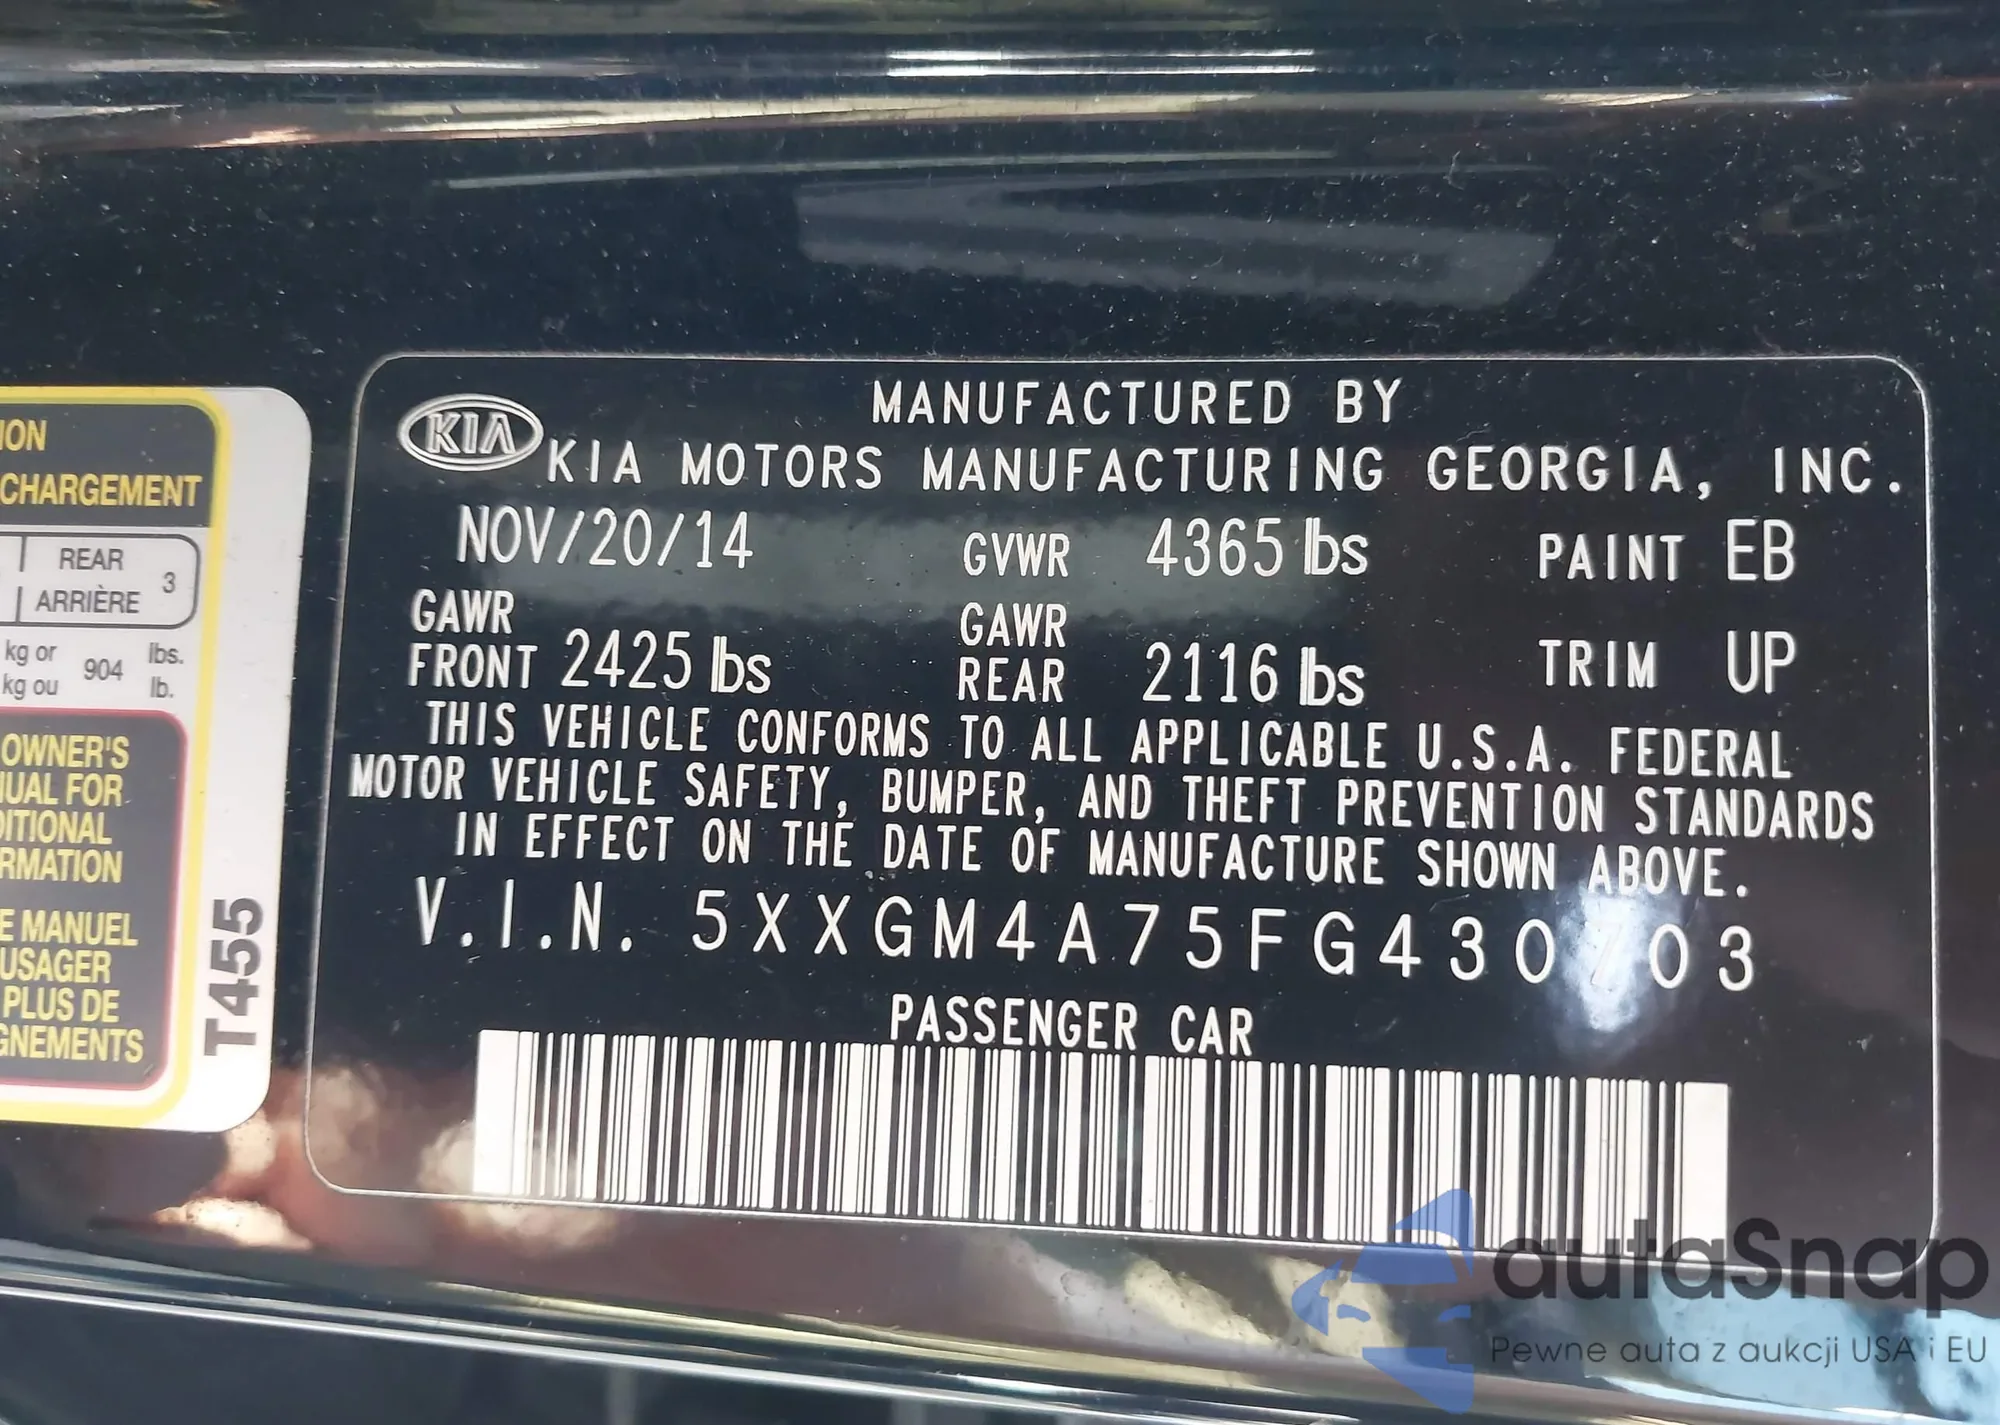 ION
CHARGEMENT
REAR
ARRIÈRE
3
kg or
kg ou
904
lbs.
lb.
OWNER'S
UAL FOR
DITIONAL
RMATION
E MANUEL
USAGER
PLUS DE
GNEMENTS
T455
KIA
MANUFACTURED BY
KIA MOTORS MANUFACTURING GEORGIA, INC.
NOV/20/14 GVWR 4365 lbs PAINT EB
GAWR FRONT 2425 lbs GAWR REAR 2116 lbs TRIM UP
THIS VEHICLE CONFORMS TO ALL APPLICABLE U.S.A. FEDERAL
MOTOR VEHICLE SAFETY, BUMPER, AND THEFT PREVENTION STANDARDS
IN EFFECT ON THE DATE OF MANUFACTURE SHOWN ABOVE.
V.I.N. 5XXGM4A75FG430703
PASSENGER CAR
autaSnap
Pewne auta z aukcji USA i EU